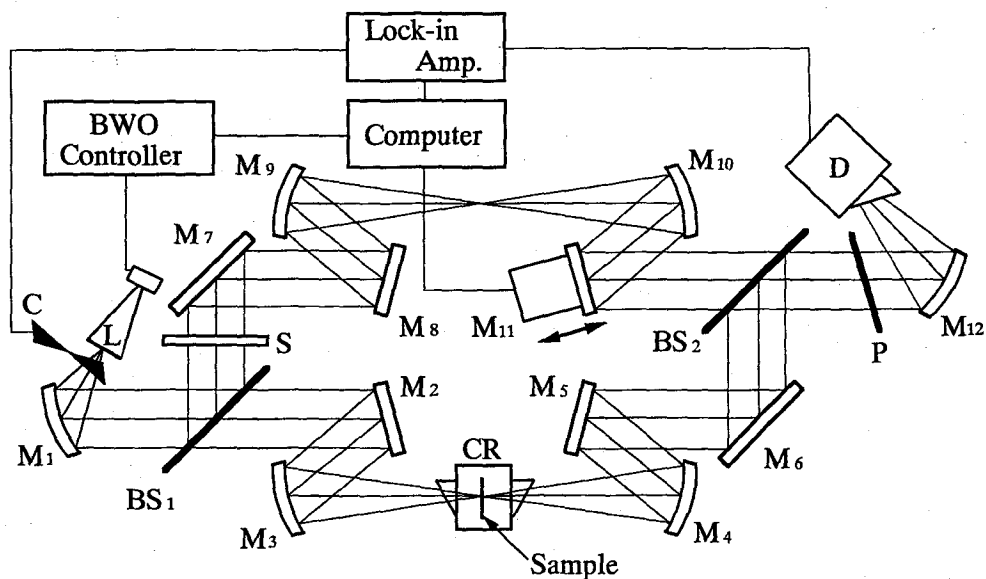 Lock-in
Amp.
BWO
Controller
Computer
M9
M10
D
M7
C
L
M8
M11
S
BS2
P
M12
M1
M2
M5
BS1
CR
M6
M3
M4
Sample